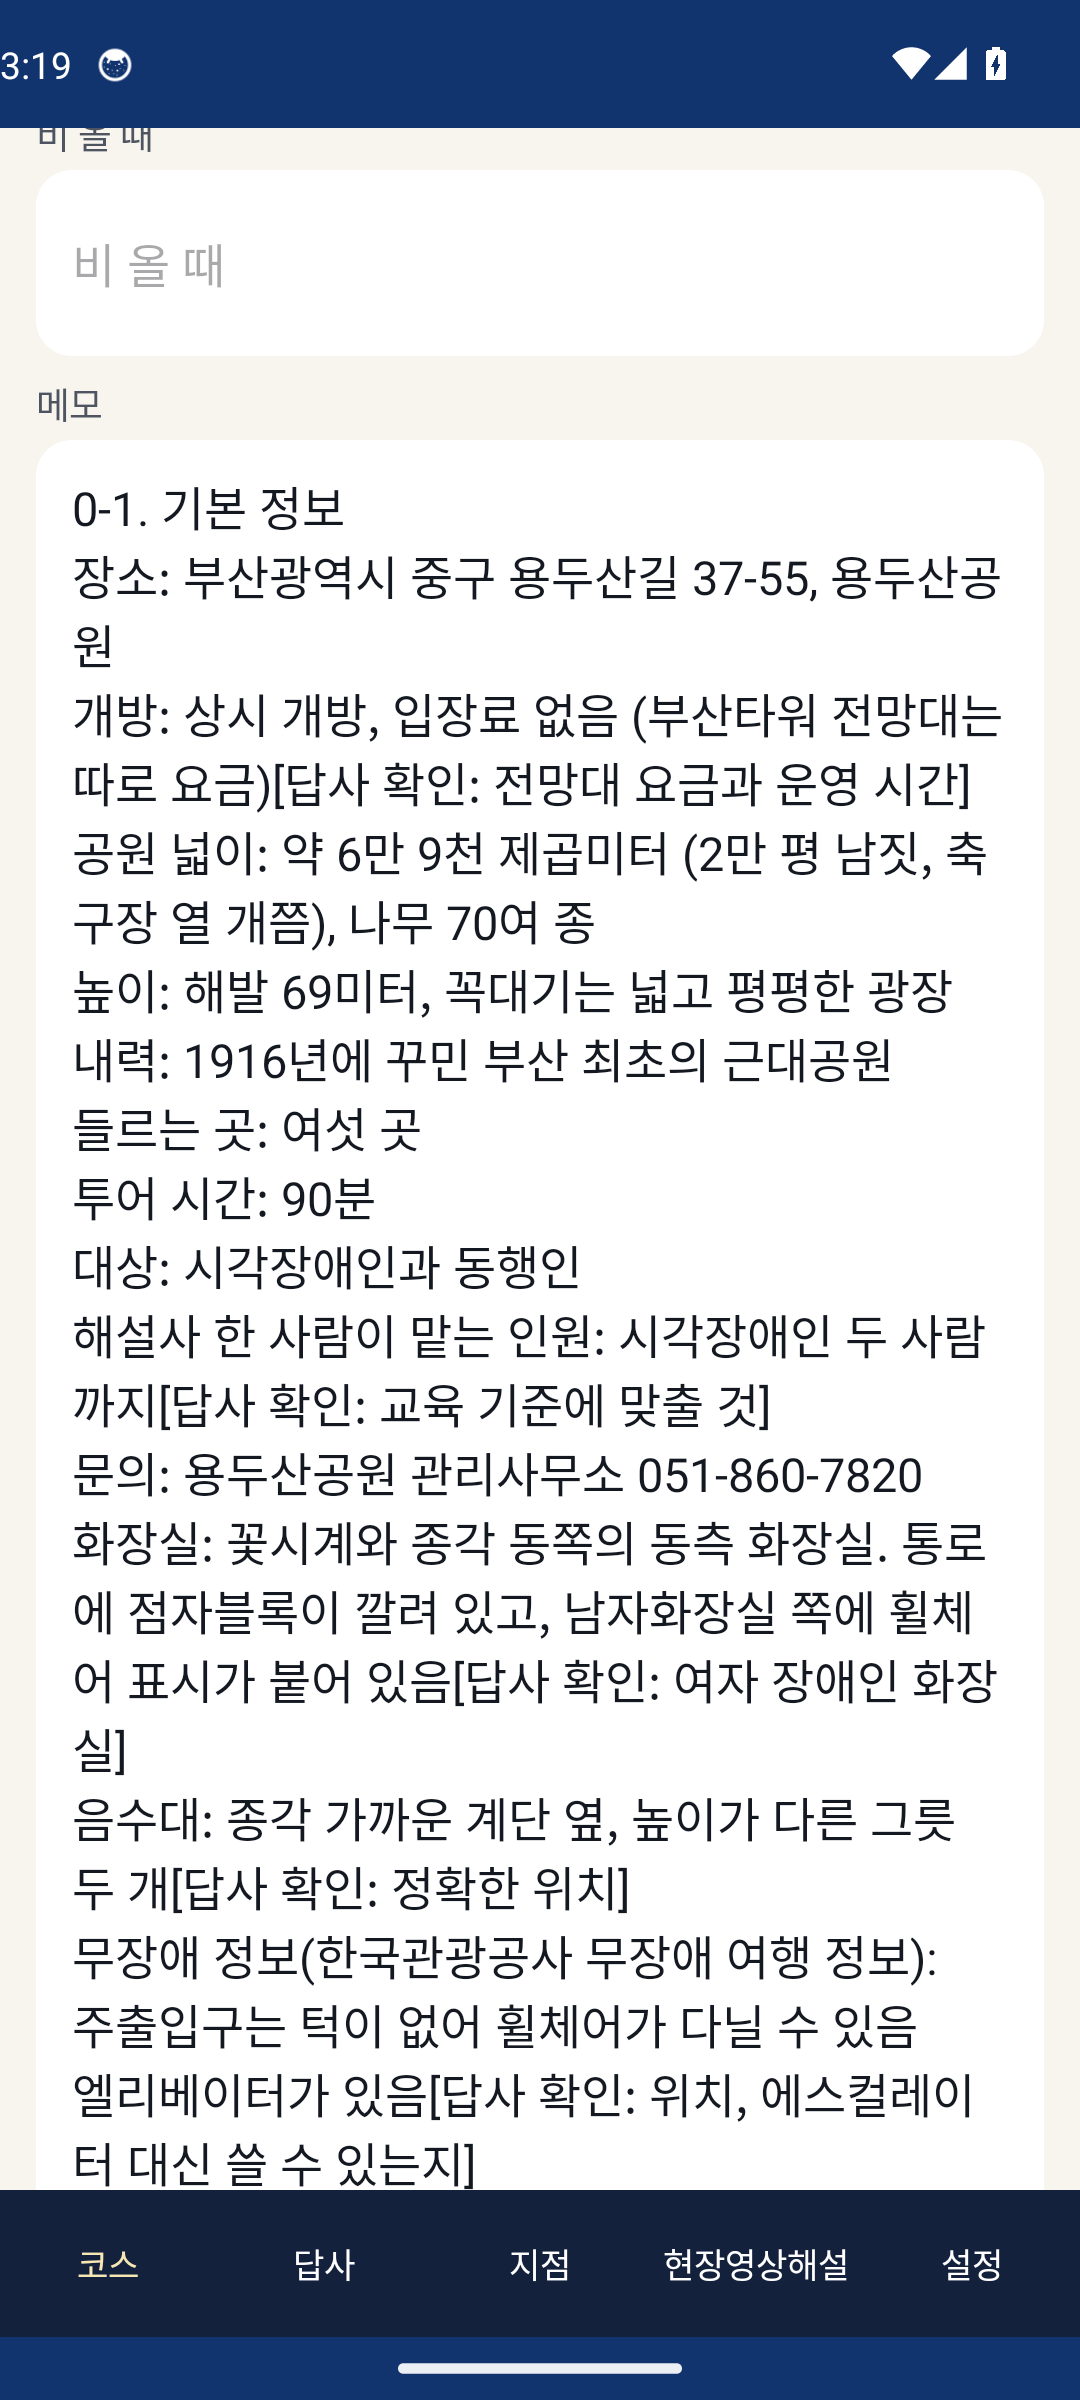 3:19
비 올 때
비 올 때
메모
0-1. 기본 정보
장소: 부산광역시 중구 용두산길 37-55, 용두산공
원
개방: 상시 개방, 입장료 없음 (부산타워 전망대는
따로 요금)[답사 확인: 전망대 요금과 운영 시간]
공원 넓이: 약 6만 9천 제곱미터 (2만 평 남짓, 축
구장 열 개쯤), 나무 70여 종
높이: 해발 69미터, 꼭대기는 넓고 평평한 광장
내력: 1916년에 꾸민 부산 최초의 근대공원
들르는 곳: 여섯 곳
투어 시간: 90분
대상: 시각장애인과 동행인
해설사 한 사람이 맡는 인원: 시각장애인 두 사람
까지[답사 확인: 교육 기준에 맞출 것]
문의: 용두산공원 관리사무소 051-860-7820
화장실: 꽃시계와 종각 동쪽의 동측 화장실. 통로
에 점자블록이 깔려 있고, 남자화장실 쪽에 휠체
어 표시가 붙어 있음[답사 확인: 여자 장애인 화장
실]
음수대: 종각 가까운 계단 옆, 높이가 다른 그릇
두 개[답사 확인: 정확한 위치]
무장애 정보(한국관광공사 무장애 여행 정보):
주출입구는 턱이 없어 휠체어가 다닐 수 있음
엘리베이터가 있음[답사 확인: 위치, 에스컬레이
터 대신 쓸 수 있는지]
코스 답사 지점 현장영상해설 설정